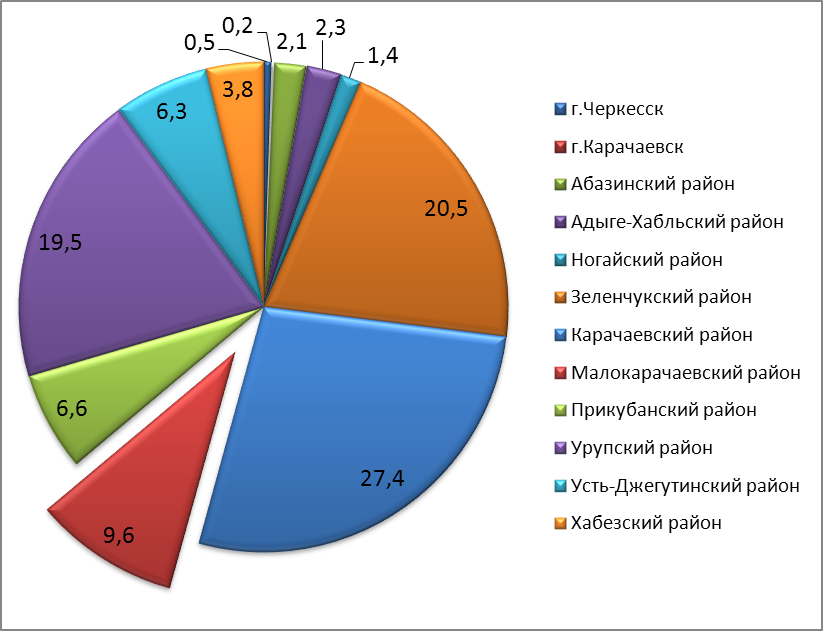 0,5
0,2
2,1
2,3
1,4
20,5
27,4
9,6
6,6
19,5
6,3
3,8
г.Черкесск
г.Карачаевск
Абазинский район
Адыге-Хабльский район
Ногайский район
Зеленчукский район
Карачаевский район
Малокарачаевский район
Прикубанский район
Урупский район
Усть-Джегутинский район
Хабезский район